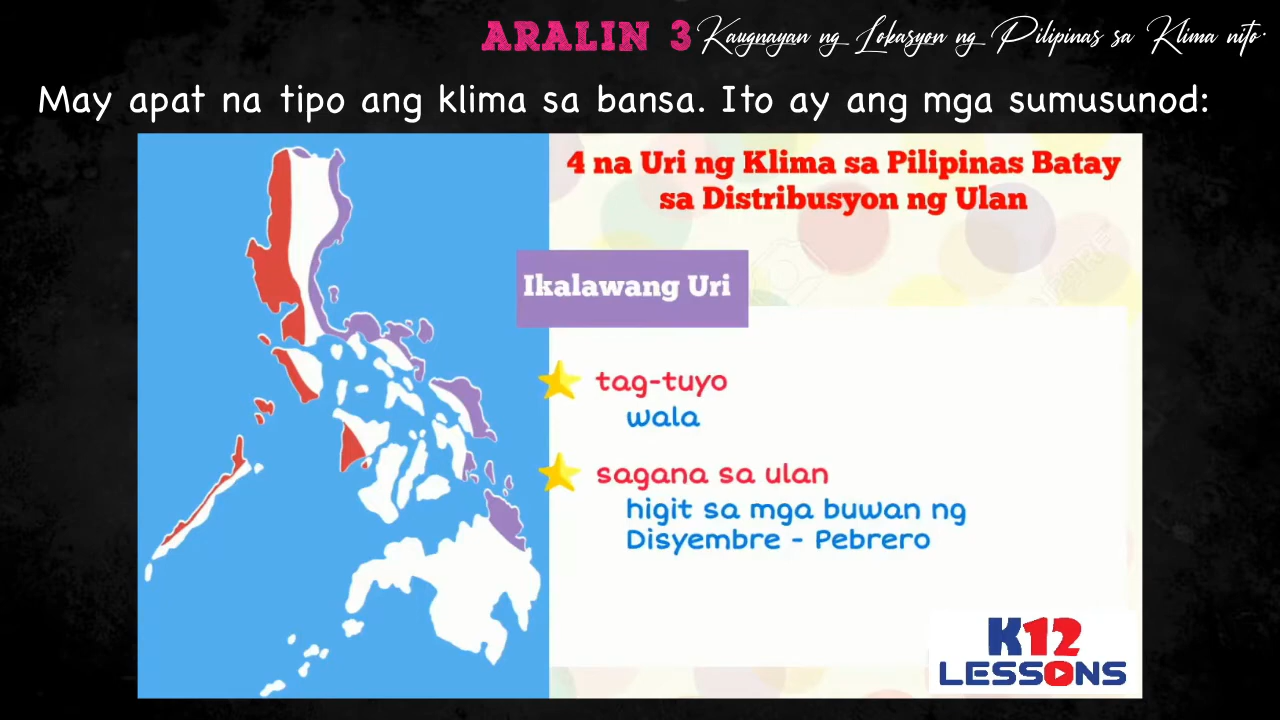 ARALIN 3 Kaugnayan ng Lokasyon ng Pilipinas sa Klima nito.
May apat na tipo ang klima sa bansa. Ito ay ang mga sumusunod:
4 na Uri ng Klima sa Pilipinas Batay
sa Distribusyon ng Ulan
Ikalawang Uri
tag-tuyo
wala
sagana sa ulan
higit sa mga buwan ng
Disyembre - Pebrero
K12
LESSONS